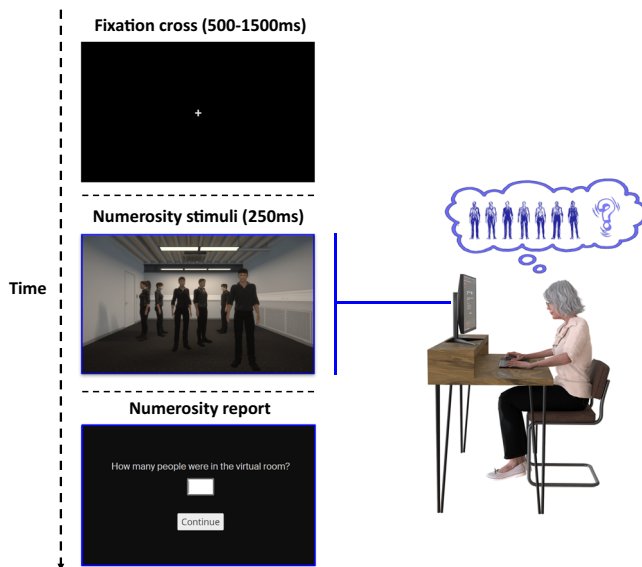 Fixation cross (500-1500ms)
+
Numerosity stimuli (250ms)
Time
Numerosity report
How many people were in the virtual room?
Continue
?